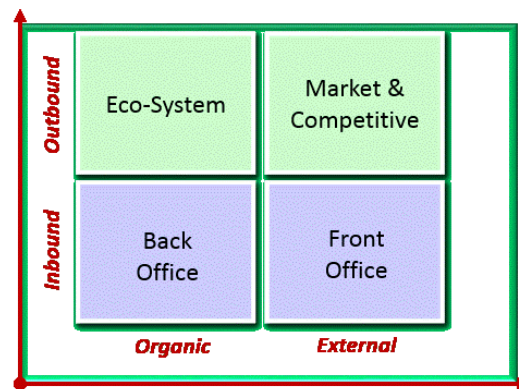 Outbound
Eco-System
Market &
Competitive
Inbound
Back
Office
Front
Office
Organic
External